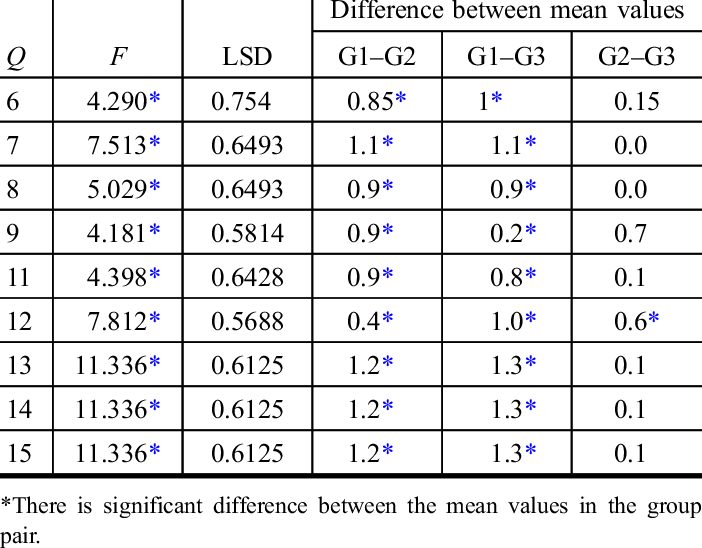 Difference between mean values
Q F LSD G1–G2 G1–G3 G2–G3
6 4.290* 0.754 0.85* 1* 0.15
7 7.513* 0.6493 1.1* 1.1* 0.0
8 5.029* 0.6493 0.9* 0.9* 0.0
9 4.181* 0.5814 0.9* 0.2* 0.7
11 4.398* 0.6428 0.9* 0.8* 0.1
12 7.812* 0.5688 0.4* 1.0* 0.6*
13 11.336* 0.6125 1.2* 1.3* 0.1
14 11.336* 0.6125 1.2* 1.3* 0.1
15 11.336* 0.6125 1.2* 1.3* 0.1
*There is significant difference between the mean values in the group
pair.